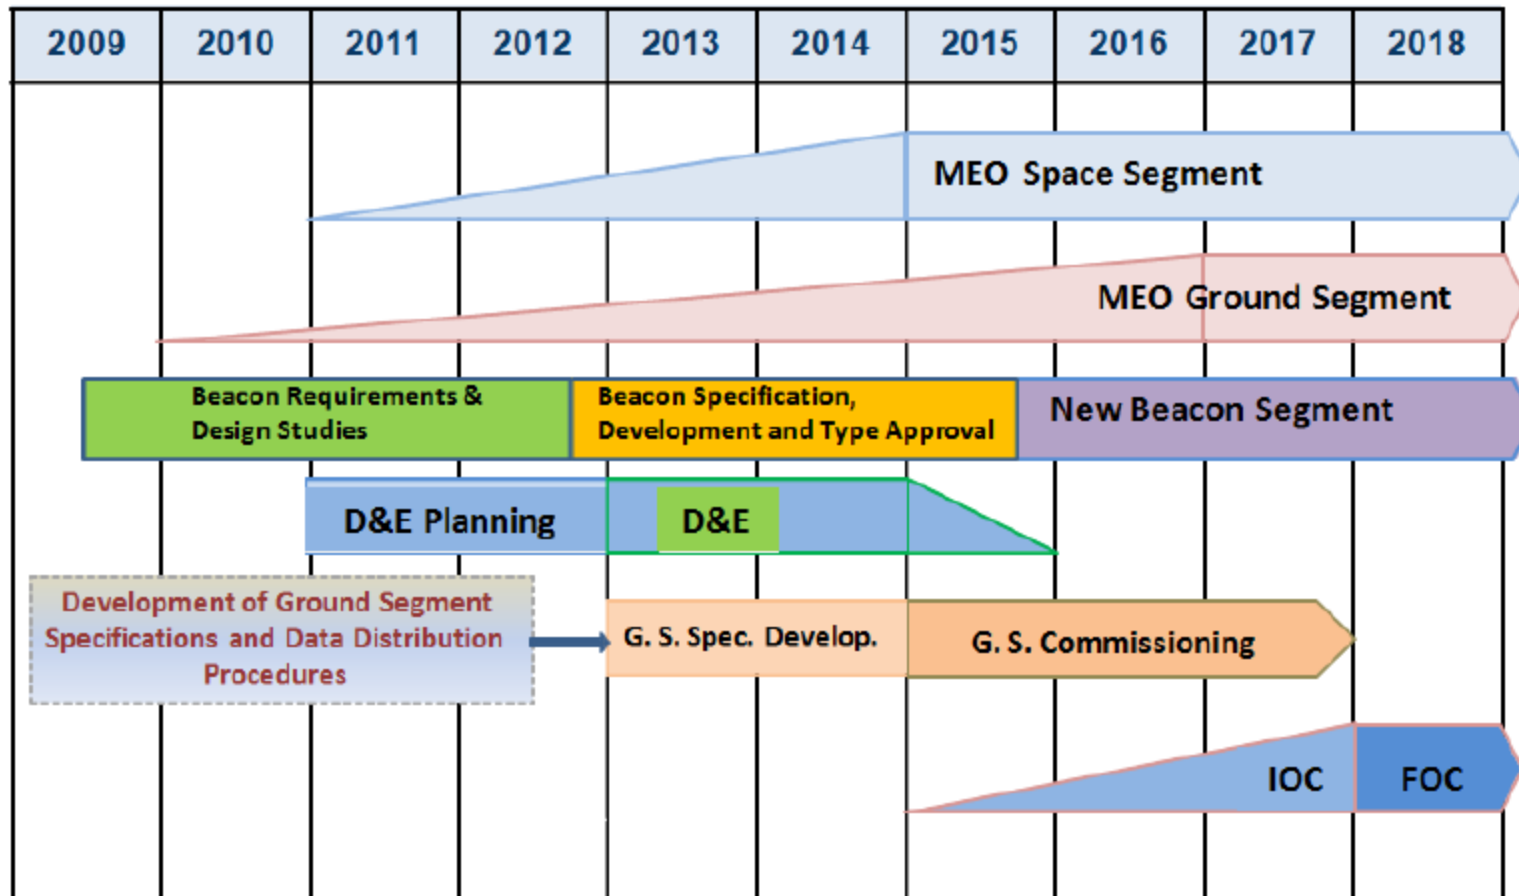 2009 2010 2011 2012 2013 2014 2015 2016 2017 2018
MEO Space Segment
MEO Ground Segment
Beacon Requirements &
Design Studies
Beacon Specification,
Development and Type Approval
New Beacon Segment
D&E Planning
D&E
Development of Ground Segment
Specifications and Data Distribution
Procedures
G. S. Spec. Develop.
G. S. Commissioning
IOC
FOC